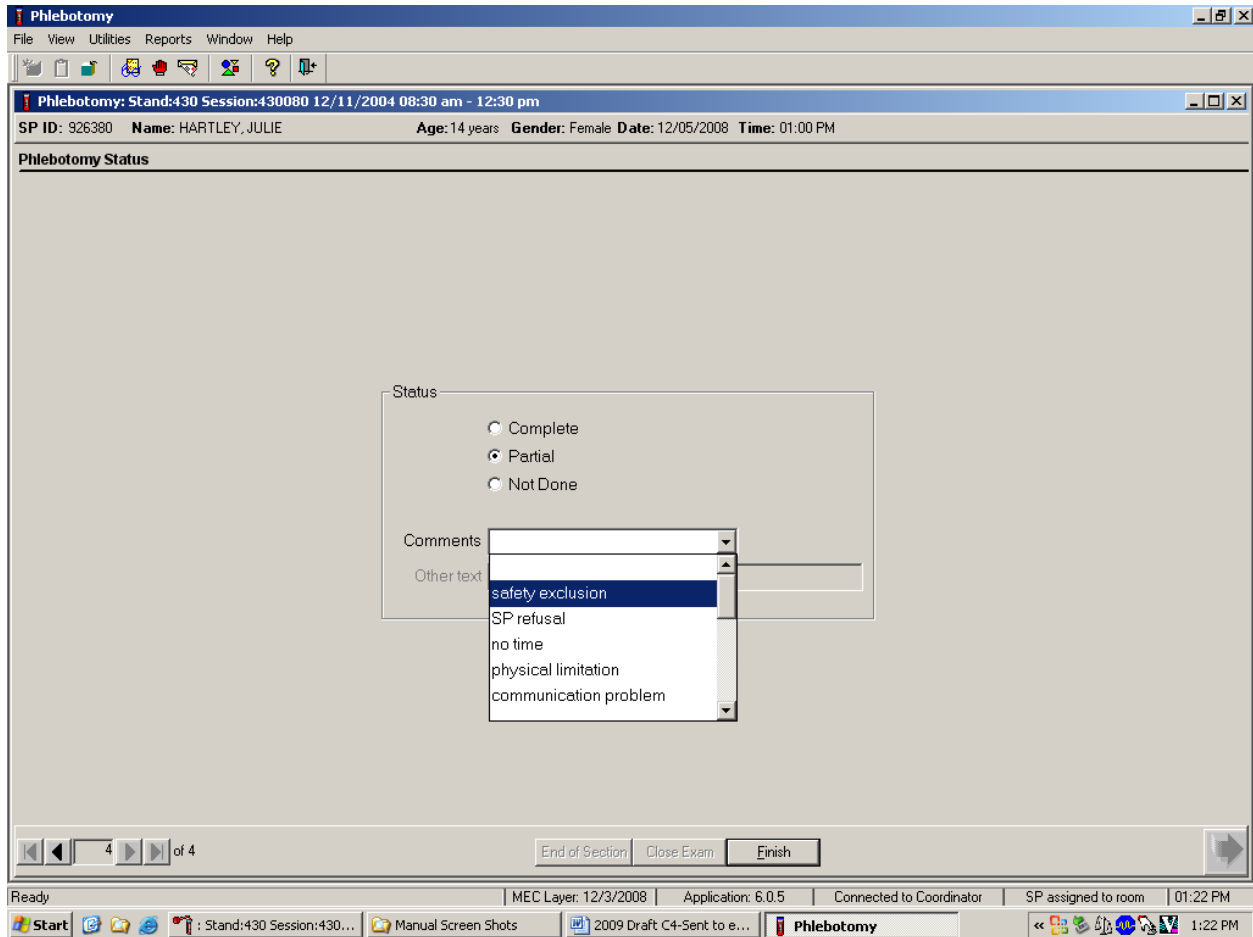 Phlebotomy
File View Utilities Reports Window Help
Phlebotomy: Stand:430 Session:430080 12/11/2004 08:30 am - 12:30 pm
SP ID: 926380 Name: HARTLEY, JULIE Age: 14 years Gender: Female Date: 12/05/2008 Time: 01:00 PM
Phlebotomy Status
Status
Complete
Partial
Not Done
Comments
Other text
safety exclusion
SP refusal
no time
physical limitation
communication problem
4 of 4 End of Section Close Exam Finish
Ready MEC Layer: 12/3/2008 Application: 6.0.5 Connected to Coordinator SP assigned to room 01:22 PM
Start : Stand:430 Session:430... Manual Screen Shots 2009 Draft C4-Sent to e... Phlebotomy « 1:22 PM